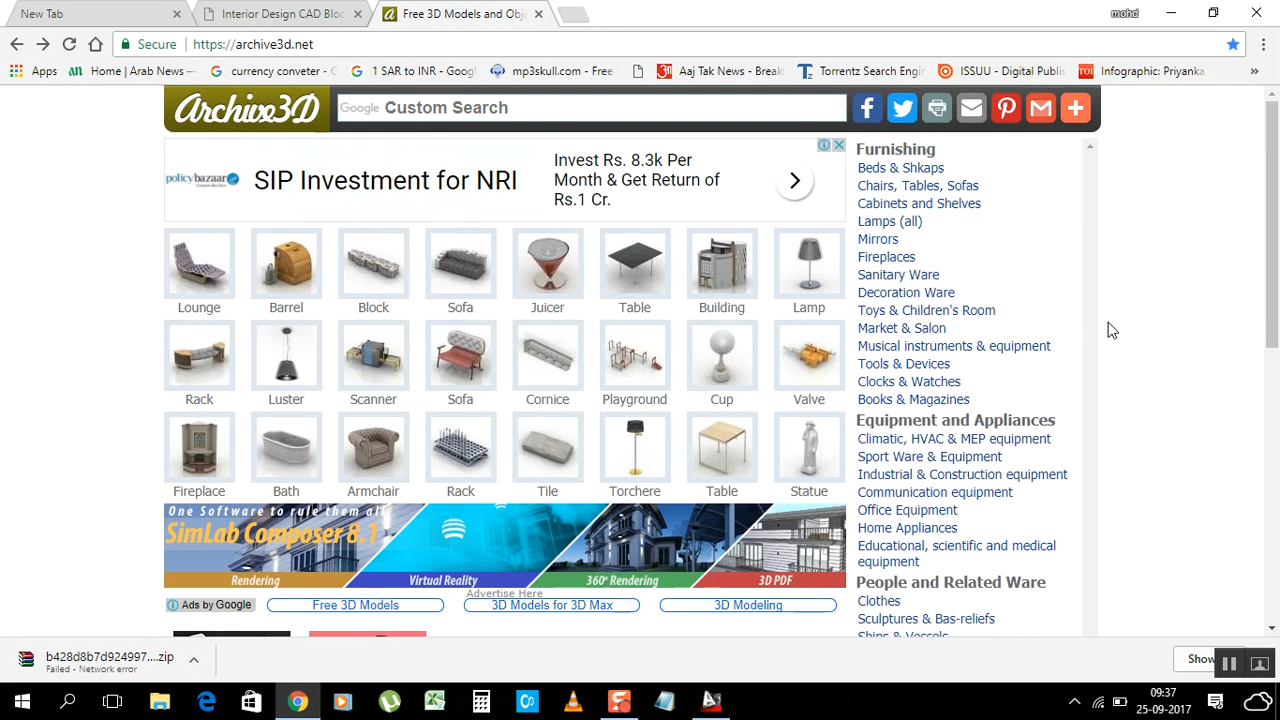 New Tab
Interior Design CAD Bloc
Free 3D Models and Obj
mohd
Secure
https://archive3d.net
Apps
Home | Arab News —
currency conveter - G
1 SAR to INR - Googl
mp3skull.com - Free
Aaj Tak News - Breaki
Torrentz Search Engin
ISSUU - Digital Publis
Infographic: Priyanka
»
Archive3D
Google Custom Search
policybazaar
SIP Investment for NRI
Invest Rs. 8.3k Per
Month & Get Return of
Rs.1 Cr.
Lounge
Barrel
Block
Sofa
Juicer
Table
Building
Lamp
Rack
Luster
Scanner
Sofa
Cornice
Playground
Cup
Valve
Fireplace
Bath
Armchair
Rack
Tile
Torchere
Table
Statue
One Software to rule them all
SimLab Composer 8.1
Rendering
Virtual Reality
360° Rendering
3D PDF
Advertise Here
Ads by Google
Free 3D Models
3D Models for 3D Max
3D Modeling
Furnishing
Beds & Shkaps
Chairs, Tables, Sofas
Cabinets and Shelves
Lamps (all)
Mirrors
Fireplaces
Sanitary Ware
Decoration Ware
Toys & Children's Room
Market & Salon
Musical instruments & equipment
Tools & Devices
Clocks & Watches
Books & Magazines
Equipment and Appliances
Climatic, HVAC & MEP equipment
Sport Ware & Equipment
Industrial & Construction equipment
Communication equipment
Office Equipment
Home Appliances
Educational, scientific and medical
equipment
People and Related Ware
Clothes
Sculptures & Bas-reliefs
Ships & Vessels
b428d8b7d924997....zip
Failed - Network error
Show
09:37
25-09-2017